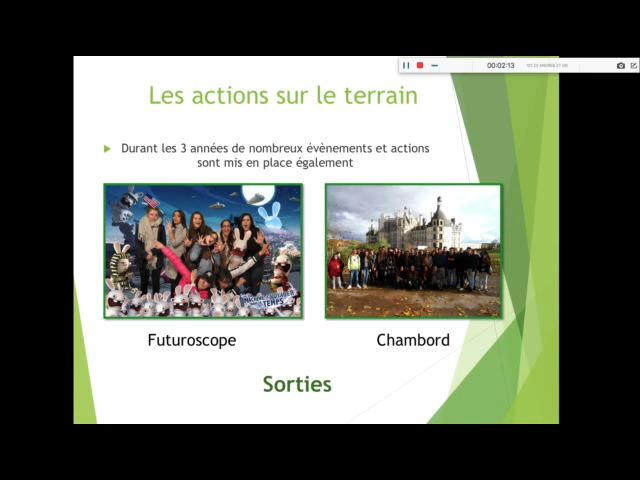 00:02:13
Les actions sur le terrain
Durant les 3 années de nombreux évènements et actions
sont mis en place également
TEMPS
Futuroscope
Chambord
Sorties